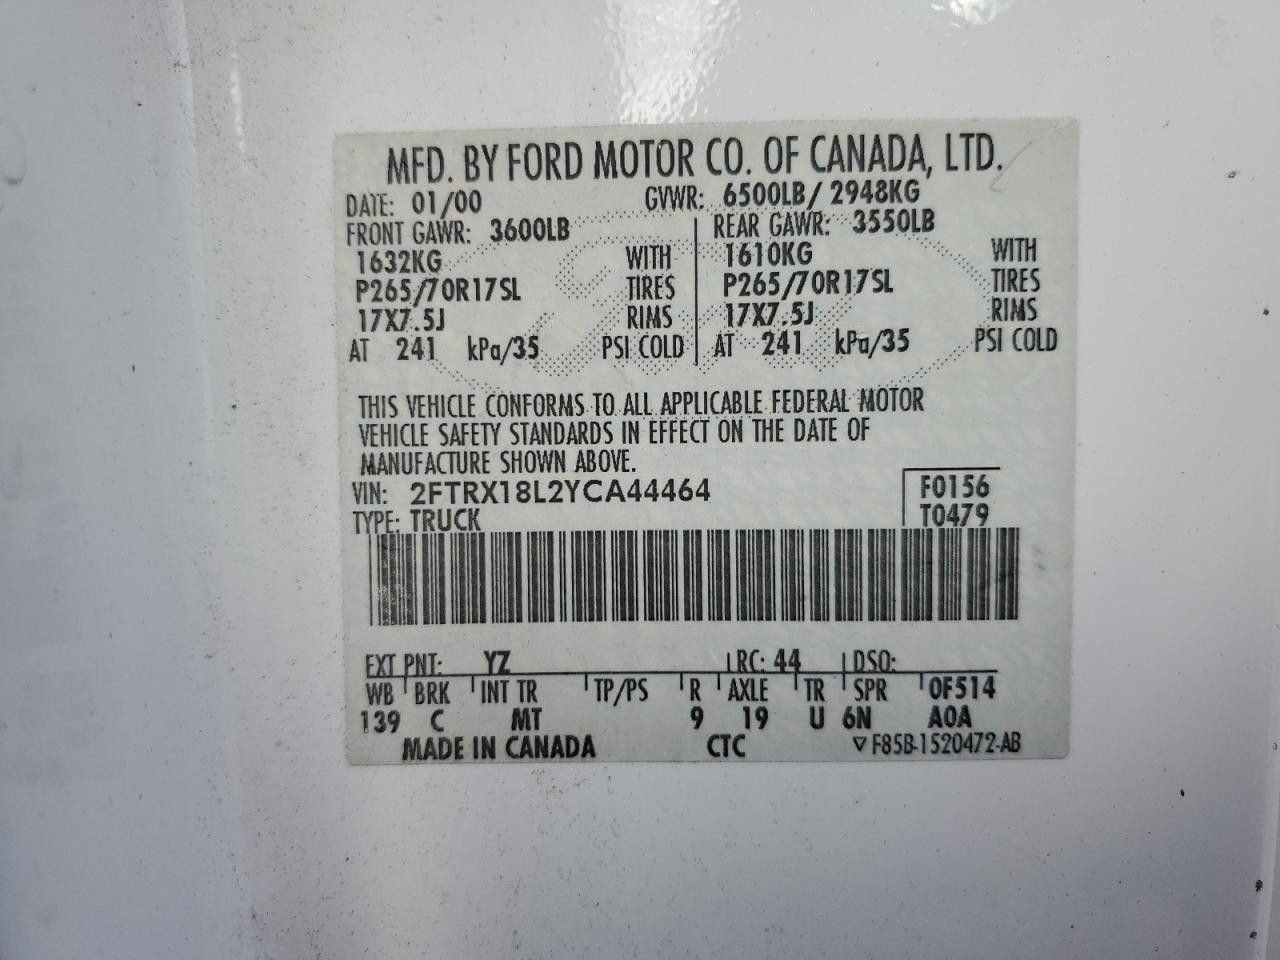 MFD. BY FORD MOTOR CO. OF CANADA, LTD.
DATE: 01/00 GVWR: 6500LB/ 2948KG
FRONT GAWR: 3600LB REAR GAWR: 3550LB
1632KG WITH 1610KG WITH
P265/70R17SL TIRES P265/70R17SL TIRES
17X7.5J RIMS 17X7.5J RIMS
AT 241 kPa/35 PSI COLD AT 241 kPa/35 PSI COLD
THIS VEHICLE CONFORMS TO ALL APPLICABLE FEDERAL MOTOR
VEHICLE SAFETY STANDARDS IN EFFECT ON THE DATE OF
MANUFACTURE SHOWN ABOVE.
VIN: 2FTRX18L2YCA44464 F0156
TYPE: TRUCK T0479
EXT PNT: YZ RC: 44 DSO:
WB BRK INT TR TP/PS R AXLE TR SPR 0F514
139 C MT 9 19 U 6N A0A
MADE IN CANADA CTC ▽ F85B-1520472-AB